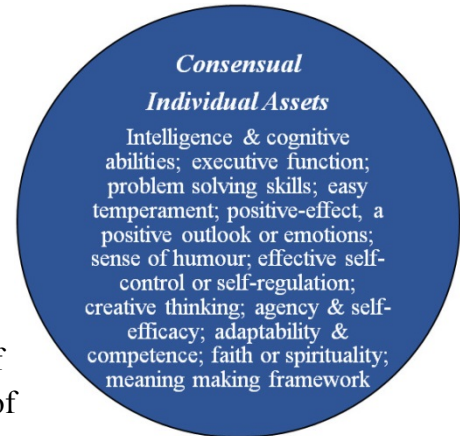 Consensual
Individual Assets
Intelligence & cognitive
abilities; executive function;
problem solving skills; easy
temperament; positive-effect, a
positive outlook or emotions;
sense of humour; effective self-
control or self-regulation;
creative thinking; agency & self-
efficacy; adaptability &
competence; faith or spirituality;
meaning making framework
of